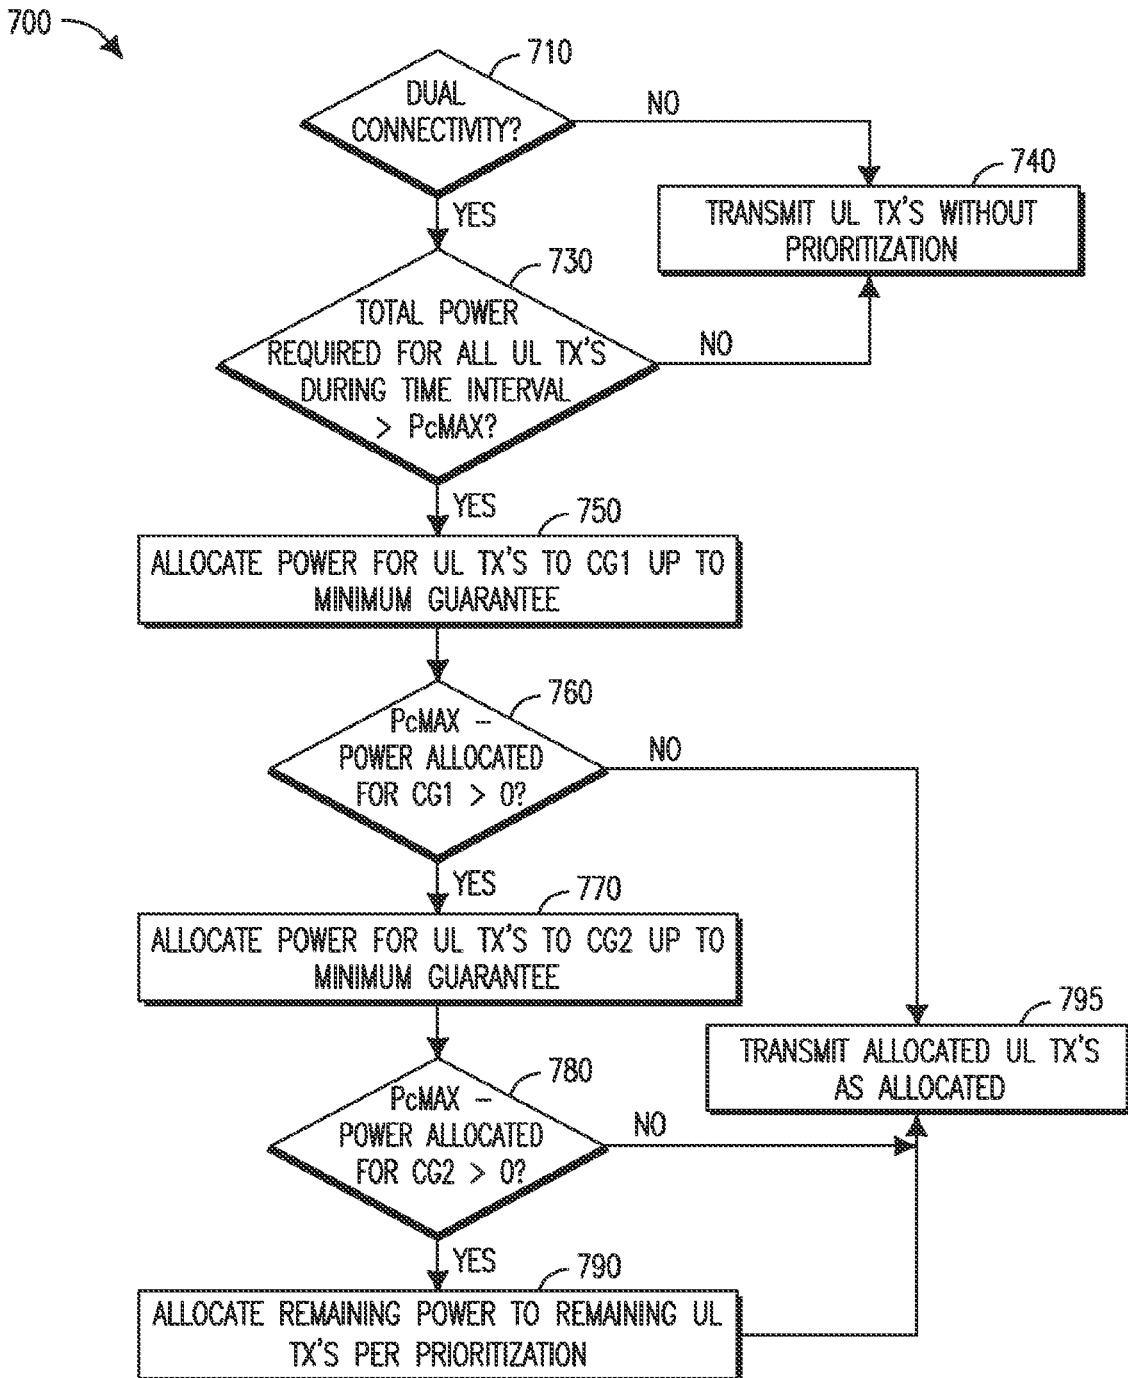 700
710
DUAL
CONNECTIVITY?
NO
740
TRANSMIT UL TX'S WITHOUT
PRIORITIZATION
YES
730
TOTAL POWER
REQUIRED FOR ALL UL TX'S
DURING TIME INTERVAL
> PcMAX?
NO
YES
750
ALLOCATE POWER FOR UL TX'S TO CG1 UP TO
MINIMUM GUARANTEE
760
PcMAX –
POWER ALLOCATED
FOR CG1 > 0?
NO
YES
770
ALLOCATE POWER FOR UL TX'S TO CG2 UP TO
MINIMUM GUARANTEE
795
TRANSMIT ALLOCATED UL TX'S
AS ALLOCATED
780
PcMAX –
POWER ALLOCATED
FOR CG2 > 0?
NO
YES
790
ALLOCATE REMAINING POWER TO REMAINING UL
TX'S PER PRIORITIZATION